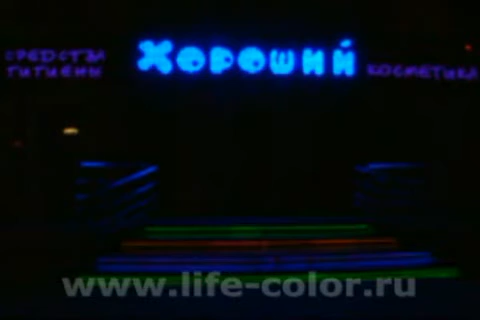 СРЕДСТВА
ГИГИЕНЫ
Хороший
КОСМЕТИКА
www.life-color.ru